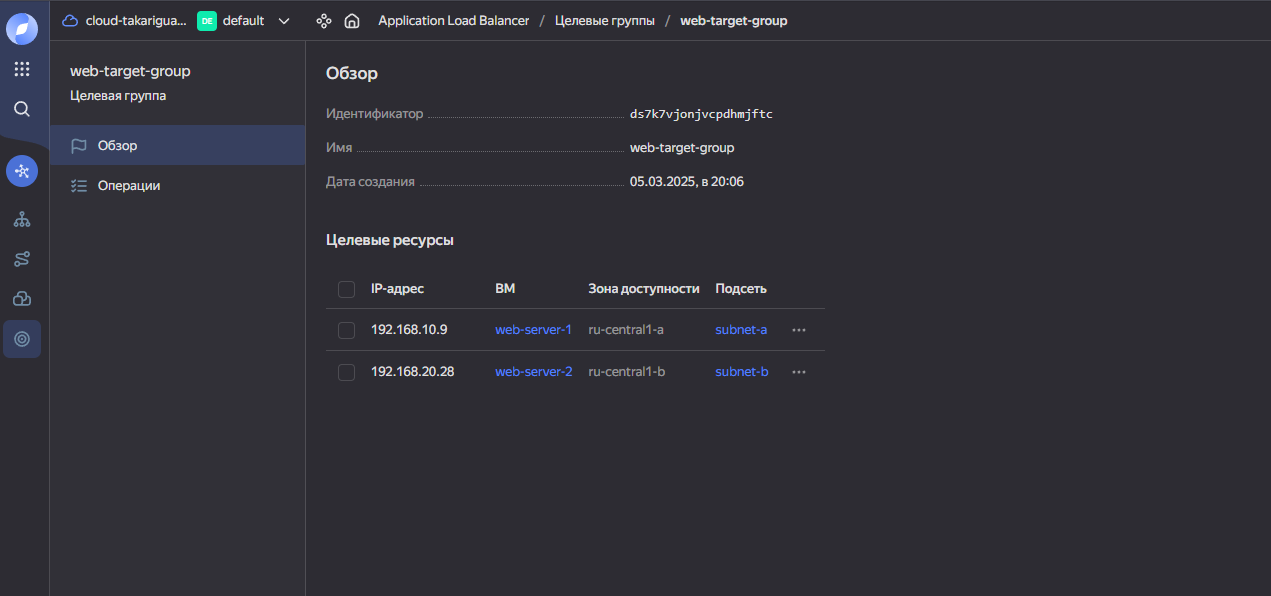 cloud-takarigua... DE default Application Load Balancer / Целевые группы / web-target-group
web-target-group
Целевая группа
Обзор
Операции
Обзор
Идентификатор ds7k7vjonjvcpdhmjftc
Имя web-target-group
Дата создания 05.03.2025, в 20:06
Целевые ресурсы
IP-адрес ВМ Зона доступности Подсеть
192.168.10.9 web-server-1 ru-central1-a subnet-a
192.168.20.28 web-server-2 ru-central1-b subnet-b